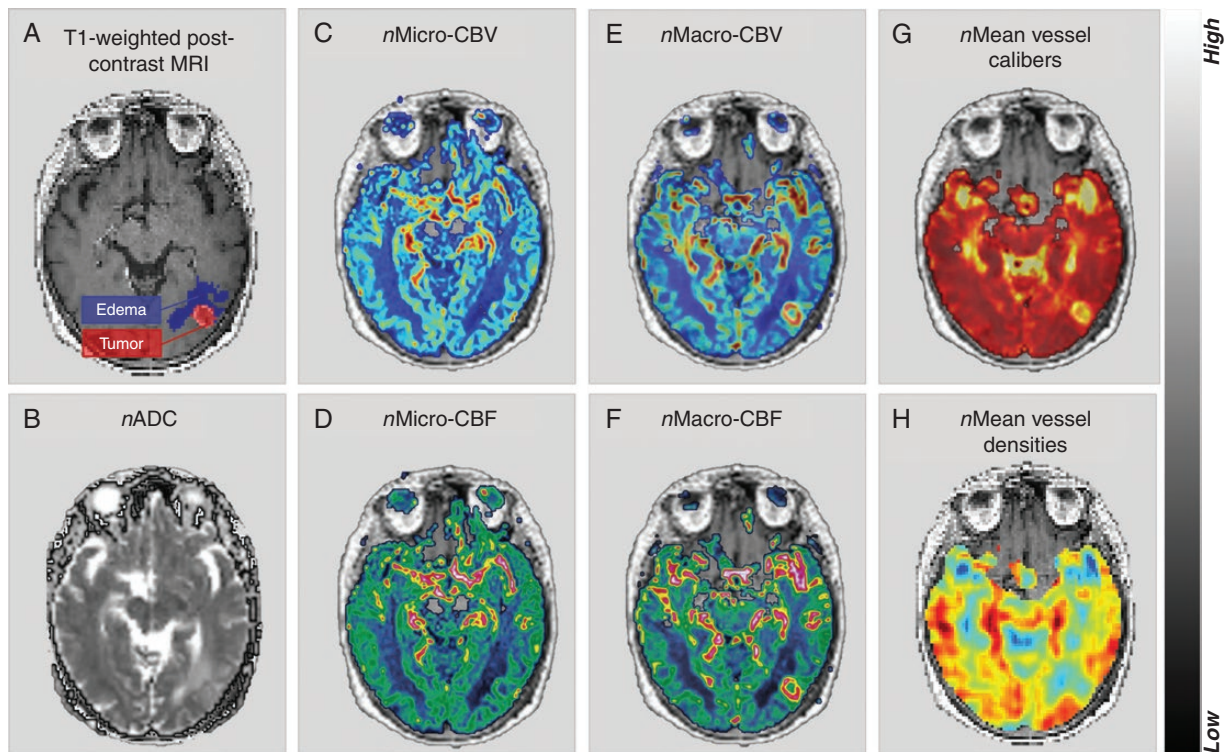 A
T1-weighted post-
contrast MRI
Edema
Tumor
C
nMicro-CBV
E
nMacro-CBV
G
nMean vessel
calibers
High
B
nADC
D
nMicro-CBF
F
nMacro-CBF
H
nMean vessel
densities
Low